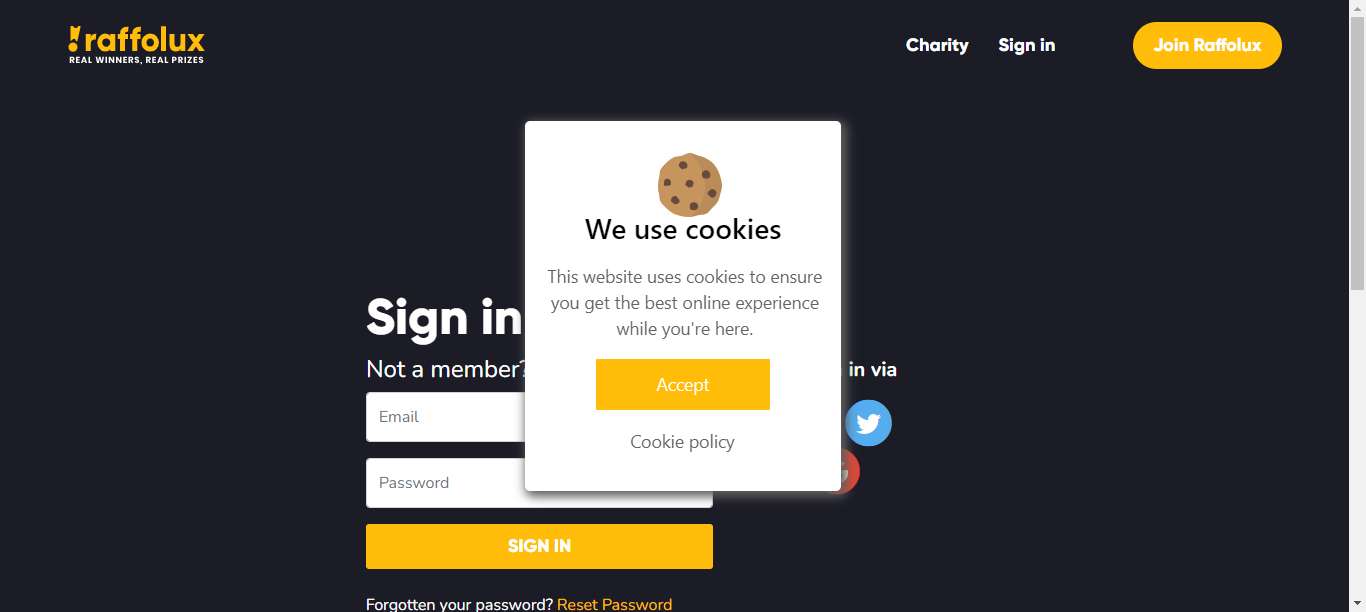 raffolux
REAL WINNERS, REAL PRIZES
Charity
Sign in
Join Raffolux
We use cookies
This website uses cookies to ensure
you get the best online experience
while you're here.
Accept
Cookie policy
Sign in
Not a member?
in via
Email
Password
SIGN IN
Forgotten your password? Reset Password